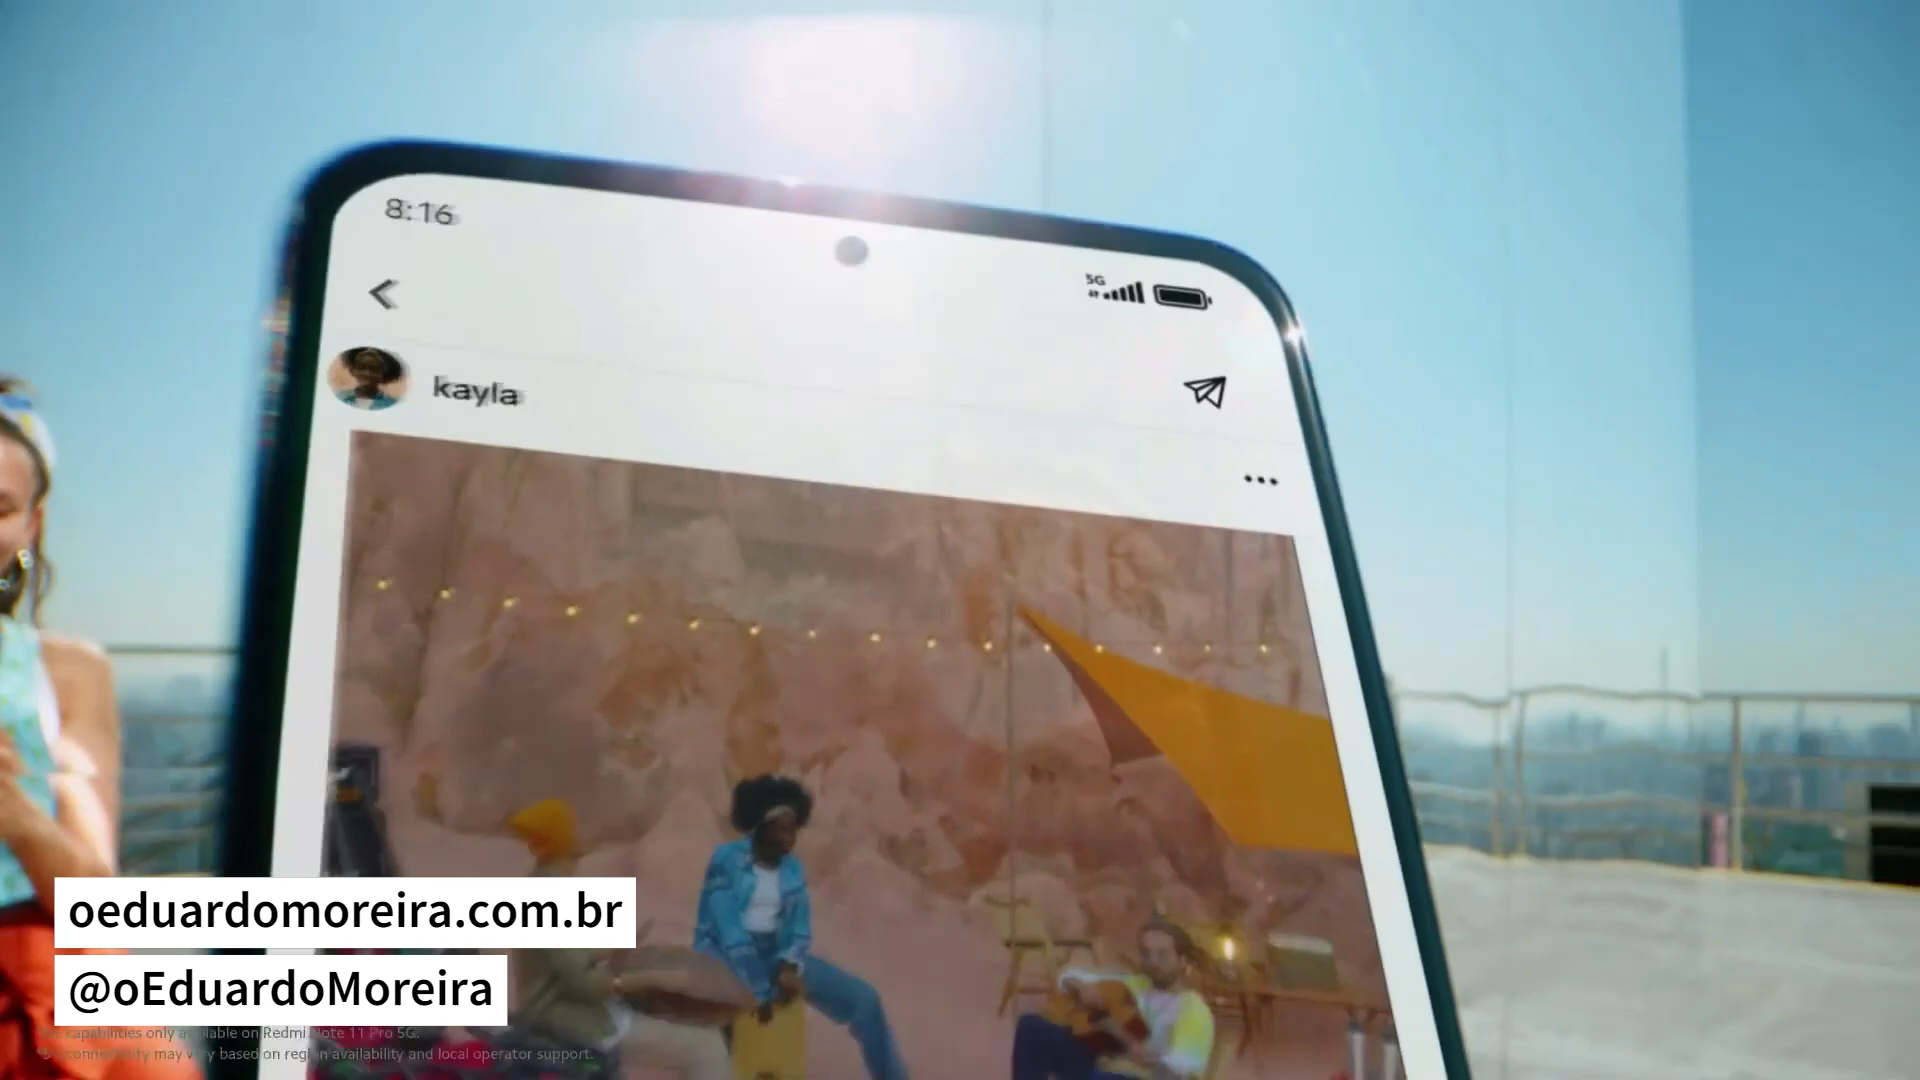 8:16
5G
kayla
oeduardomoreira.com.br
@oEduardoMoreira
capabilities only available on Redmi Note 11 Pro 5G.
connectivity may vary based on region availability and local operator support.